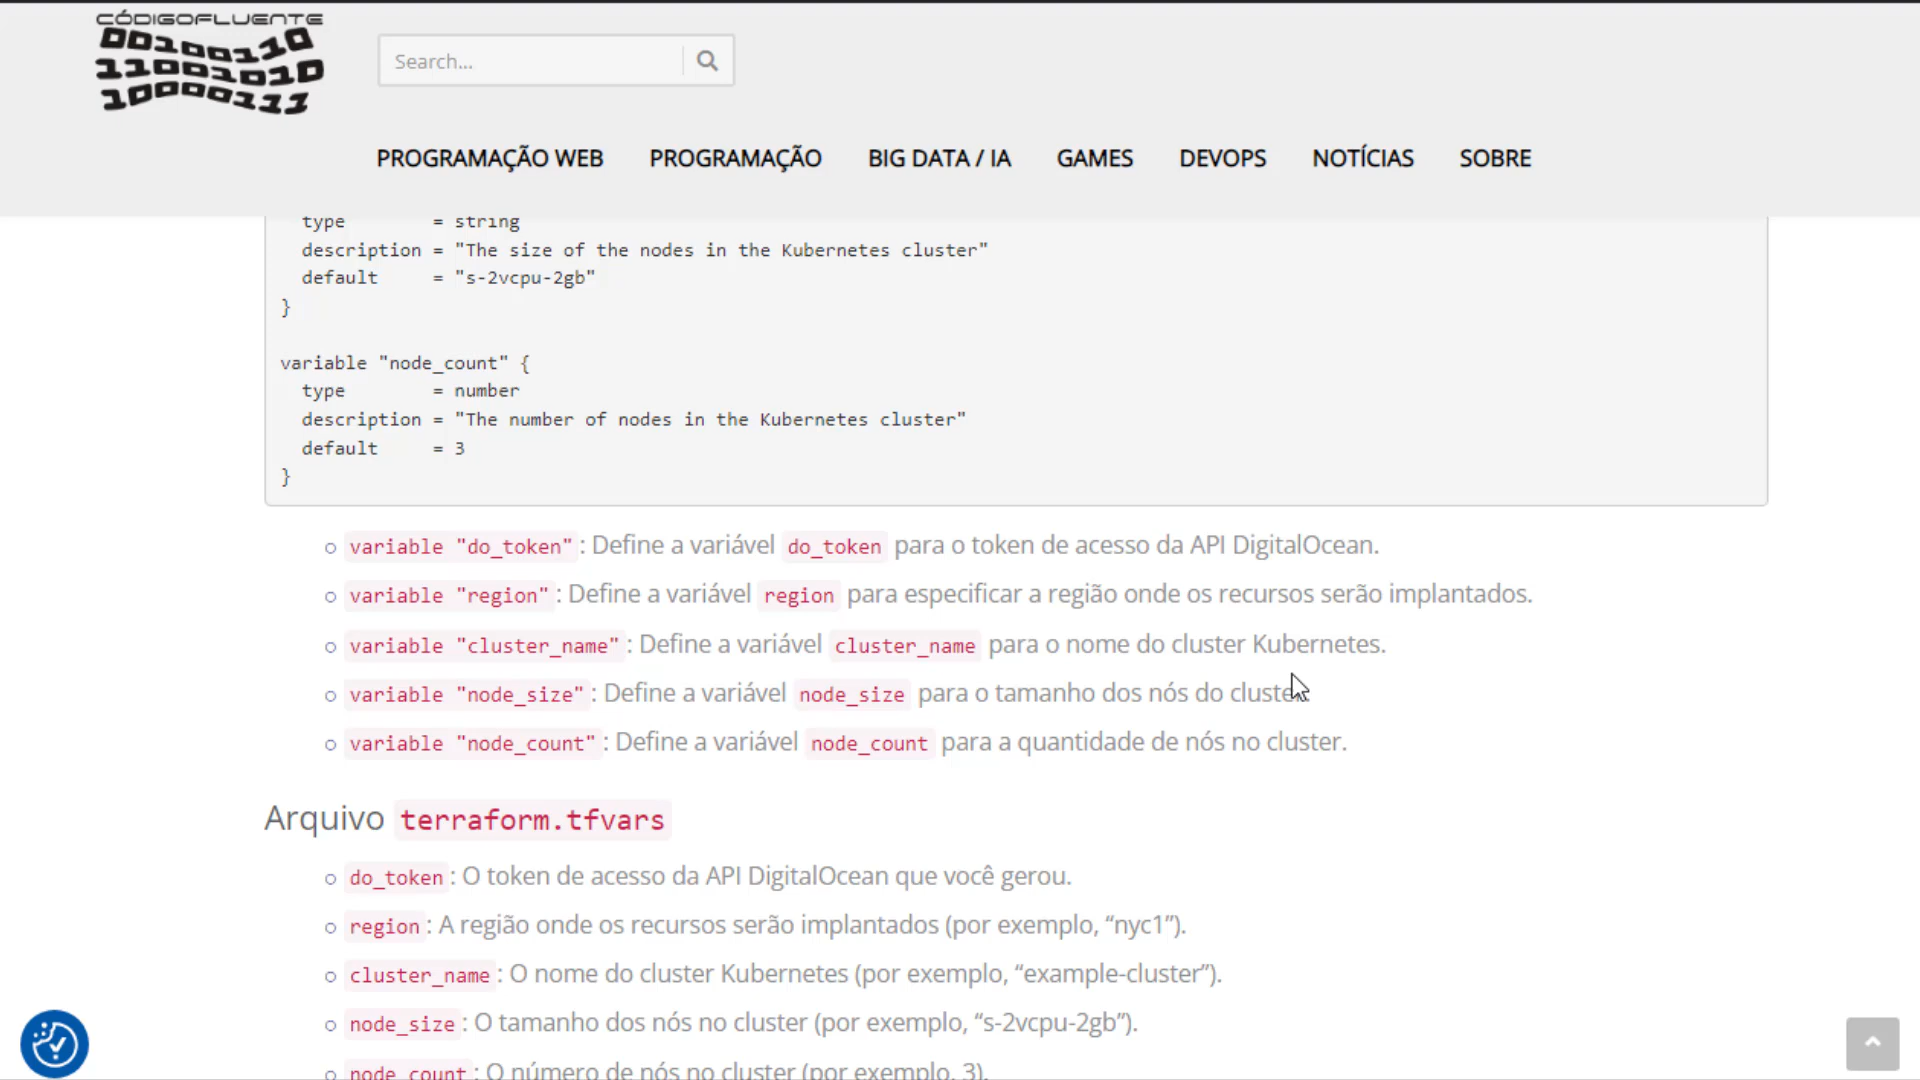 CÓDIGOFLUENTE
00100110
11001010
10000111
Search...
PROGRAMAÇÃO WEB PROGRAMAÇÃO BIG DATA / IA GAMES DEVOPS NOTÍCIAS SOBRE
type = string
description = "The size of the nodes in the Kubernetes cluster"
default = "s-2vcpu-2gb"
}
variable "node_count" {
type = number
description = "The number of nodes in the Kubernetes cluster"
default = 3
}
variable "do_token": Define a variável do_token para o token de acesso da API DigitalOcean.
variable "region": Define a variável region para especificar a região onde os recursos serão implantados.
variable "cluster_name": Define a variável cluster_name para o nome do cluster Kubernetes.
variable "node_size": Define a variável node_size para o tamanho dos nós do cluster.
variable "node_count": Define a variável node_count para a quantidade de nós no cluster.
Arquivo terraform.tfvars
do_token: O token de acesso da API DigitalOcean que você gerou.
region: A região onde os recursos serão implantados (por exemplo, “nyc1”).
cluster_name: O nome do cluster Kubernetes (por exemplo, “example-cluster”).
node_size: O tamanho dos nós no cluster (por exemplo, “s-2vcpu-2gb”).
node_count: O número de nós no cluster (por exemplo, 3).